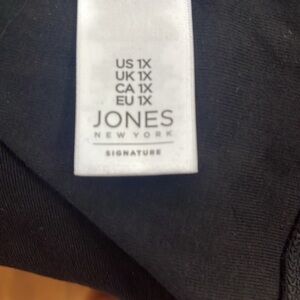 US 1X
UK 1X
CA 1X
EU 1X
JONES
NEW YORK
SIGNATURE